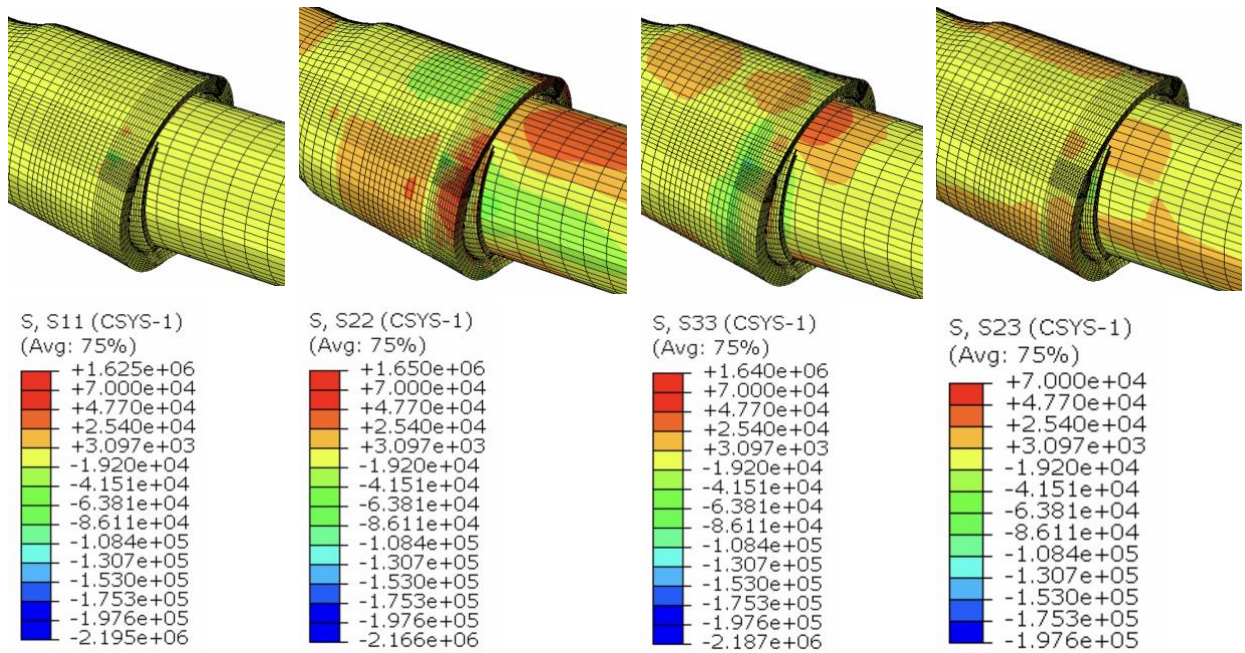 S, S11 (CSYS-1)
(Avg: 75%)
+1.625e+06
+7.000e+04
+4.770e+04
+2.540e+04
+3.097e+03
-1.920e+04
-4.151e+04
-6.381e+04
-8.611e+04
-1.084e+05
-1.307e+05
-1.530e+05
-1.753e+05
-1.976e+05
-2.195e+06
S, S22 (CSYS-1)
(Avg: 75%)
+1.650e+06
+7.000e+04
+4.770e+04
+2.540e+04
+3.097e+03
-1.920e+04
-4.151e+04
-6.381e+04
-8.611e+04
-1.084e+05
-1.307e+05
-1.530e+05
-1.753e+05
-1.976e+05
-2.166e+06
S, S33 (CSYS-1)
(Avg: 75%)
+1.640e+06
+7.000e+04
+4.770e+04
+2.540e+04
+3.097e+03
-1.920e+04
-4.151e+04
-6.381e+04
-8.611e+04
-1.084e+05
-1.307e+05
-1.530e+05
-1.753e+05
-1.976e+05
-2.187e+06
S, S23 (CSYS-1)
(Avg: 75%)
+7.000e+04
+4.770e+04
+2.540e+04
+3.097e+03
-1.920e+04
-4.151e+04
-6.381e+04
-8.611e+04
-1.084e+05
-1.307e+05
-1.530e+05
-1.753e+05
-1.976e+05